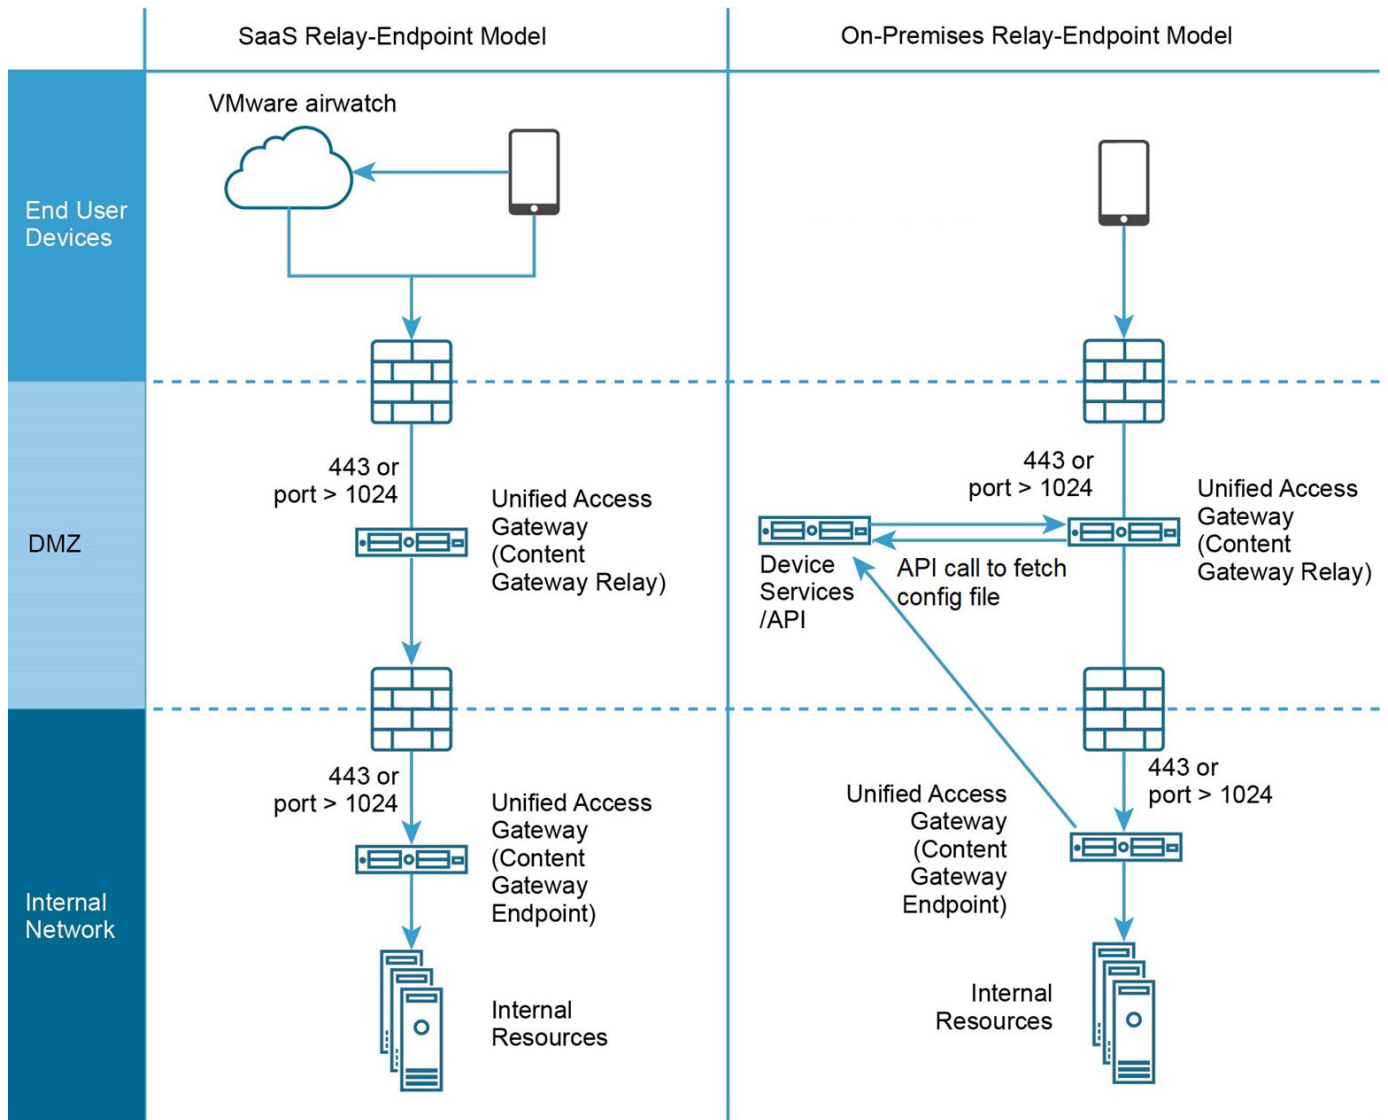 SaaS Relay-Endpoint Model
On-Premises Relay-Endpoint Model
End User
Devices
VMware airwatch
DMZ
443 or
port > 1024
Unified Access
Gateway
(Content
Gateway Relay)
443 or
port > 1024
Unified Access
Gateway
(Content
Gateway Relay)
Device
Services
/API
API call to fetch
config file
Internal
Network
443 or
port > 1024
Unified Access
Gateway
(Content
Gateway
Endpoint)
Internal
Resources
443 or
port > 1024
Unified Access
Gateway
(Content
Gateway
Endpoint)
Internal
Resources